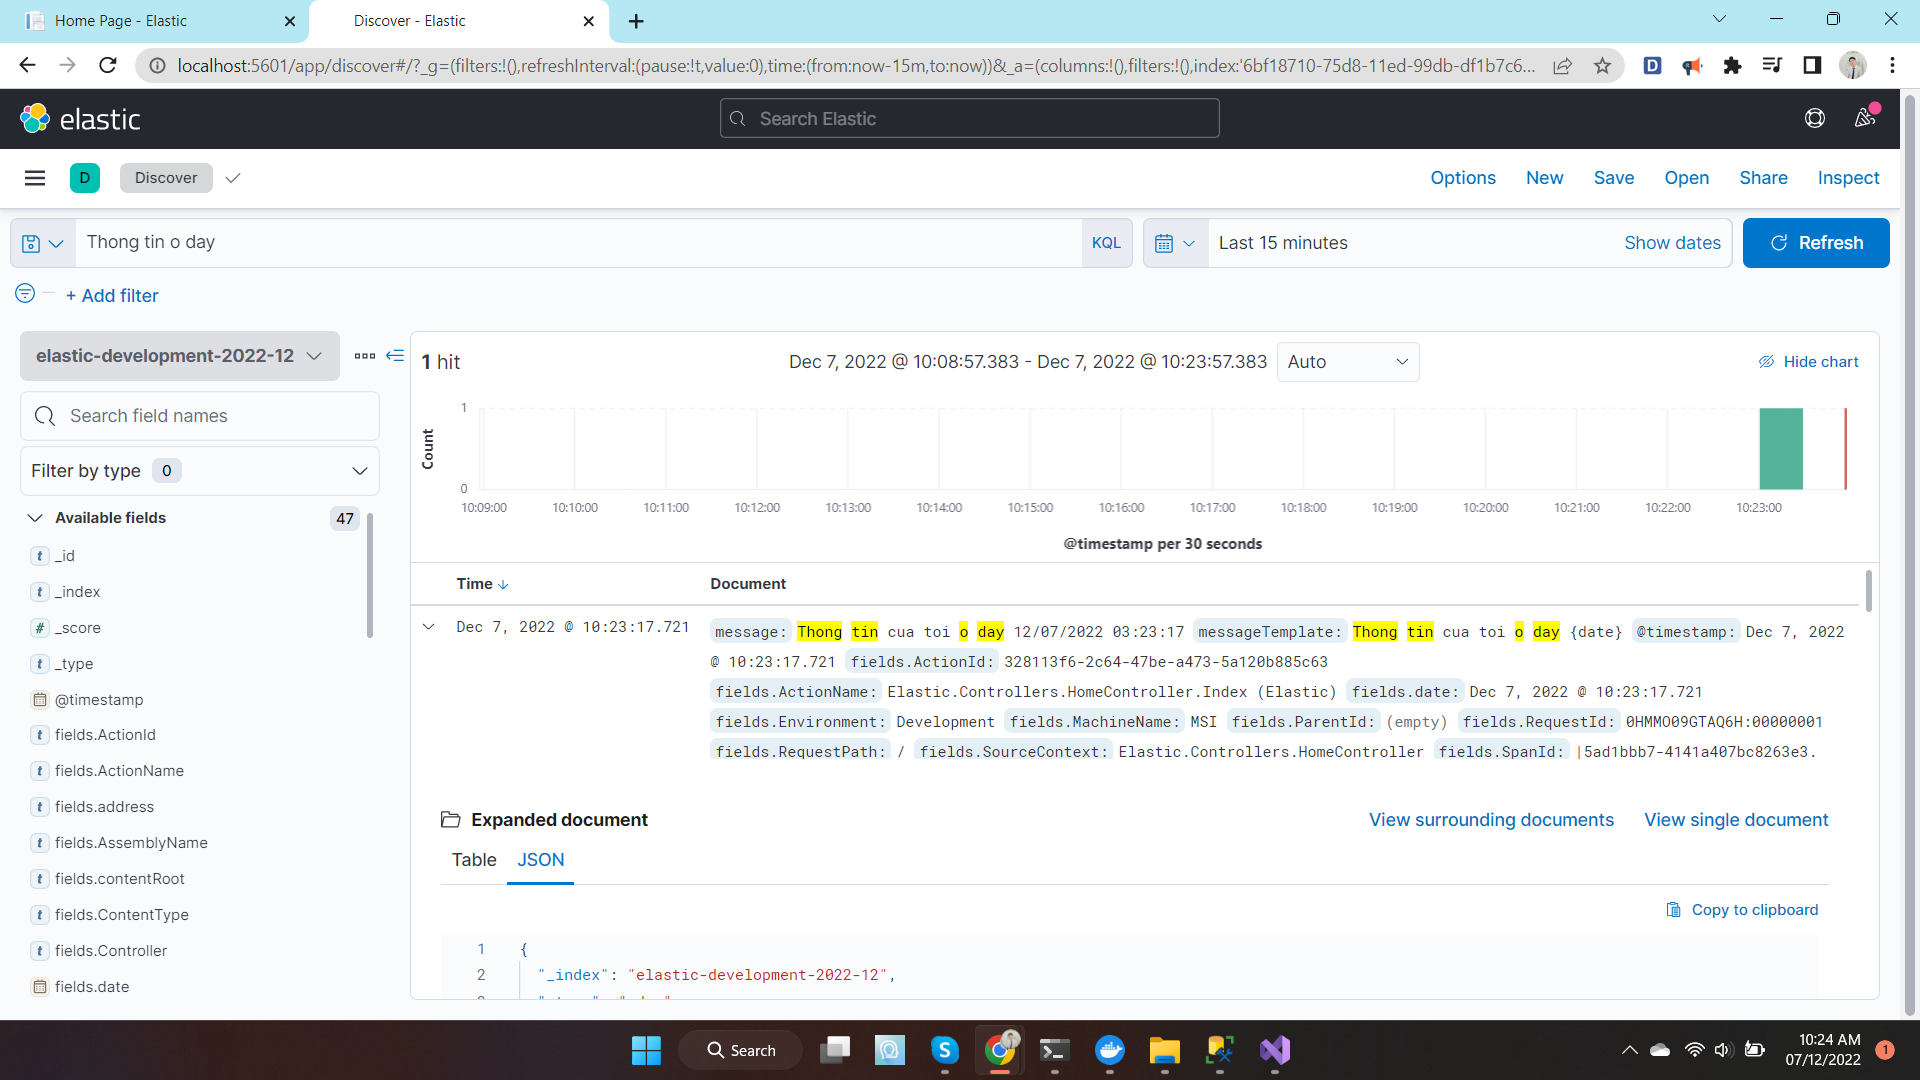 Home Page - Elastic
Discover - Elastic
localhost:5601/app/discover#/?_g=(filters:!(),refreshInterval:(pause:!t,value:0),time:(from:now-15m,to:now))&_a=(columns:!(),filters:!(),index:'6bf18710-75d8-11ed-99db-df1b7c6...
D
elastic
Search Elastic
D
Discover
Options
New
Save
Open
Share
Inspect
Thong tin o day
KQL
Last 15 minutes
Show dates
Refresh
+ Add filter
elastic-development-2022-12
1 hit
Dec 7, 2022 @ 10:08:57.383 - Dec 7, 2022 @ 10:23:57.383
Auto
Hide chart
Search field names
Filter by type 0
Available fields
47
t _id
t _index
# _score
t _type
@timestamp
t fields.ActionId
t fields.ActionName
t fields.address
t fields.AssemblyName
t fields.contentRoot
t fields.ContentType
t fields.Controller
fields.date
Count
1
0
10:09:00 10:10:00 10:11:00 10:12:00 10:13:00 10:14:00 10:15:00 10:16:00 10:17:00 10:18:00 10:19:00 10:20:00 10:21:00 10:22:00 10:23:00
@timestamp per 30 seconds
Time
Document
Dec 7, 2022 @ 10:23:17.721
message: Thong tin cua toi o day 12/07/2022 03:23:17 messageTemplate: Thong tin cua toi o day {date} @timestamp: Dec 7, 2022
@ 10:23:17.721 fields.ActionId: 328113f6-2c64-47be-a473-5a120b885c63
fields.ActionName: Elastic.Controllers.HomeController.Index (Elastic) fields.date: Dec 7, 2022 @ 10:23:17.721
fields.Environment: Development fields.MachineName: MSI fields.ParentId: (empty) fields.RequestId: 0HMMO09GTAQ6H:00000001
fields.RequestPath: / fields.SourceContext: Elastic.Controllers.HomeController fields.SpanId: |5ad1bbb7-4141a407bc8263e3.
Expanded document
View surrounding documents
View single document
Table
JSON
Copy to clipboard
1 {
2 "_index": "elastic-development-2022-12",
Search
10:24 AM
07/12/2022
1